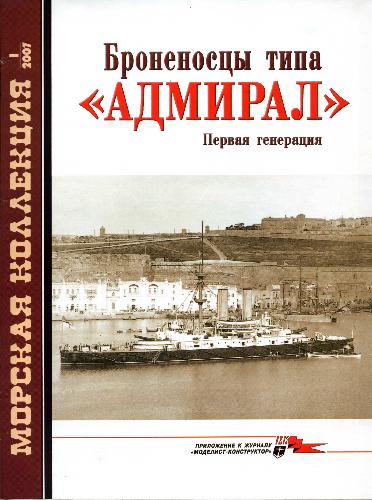 МОРСКАЯ КОЛЛЕКЦИЯ
1
2007
Броненосцы типа
«АДМИРАЛ»
Первая генерация
ПРИЛОЖЕНИЕ К ЖУРНАЛУ
«МОДЕЛИСТ-КОНСТРУКТОР»